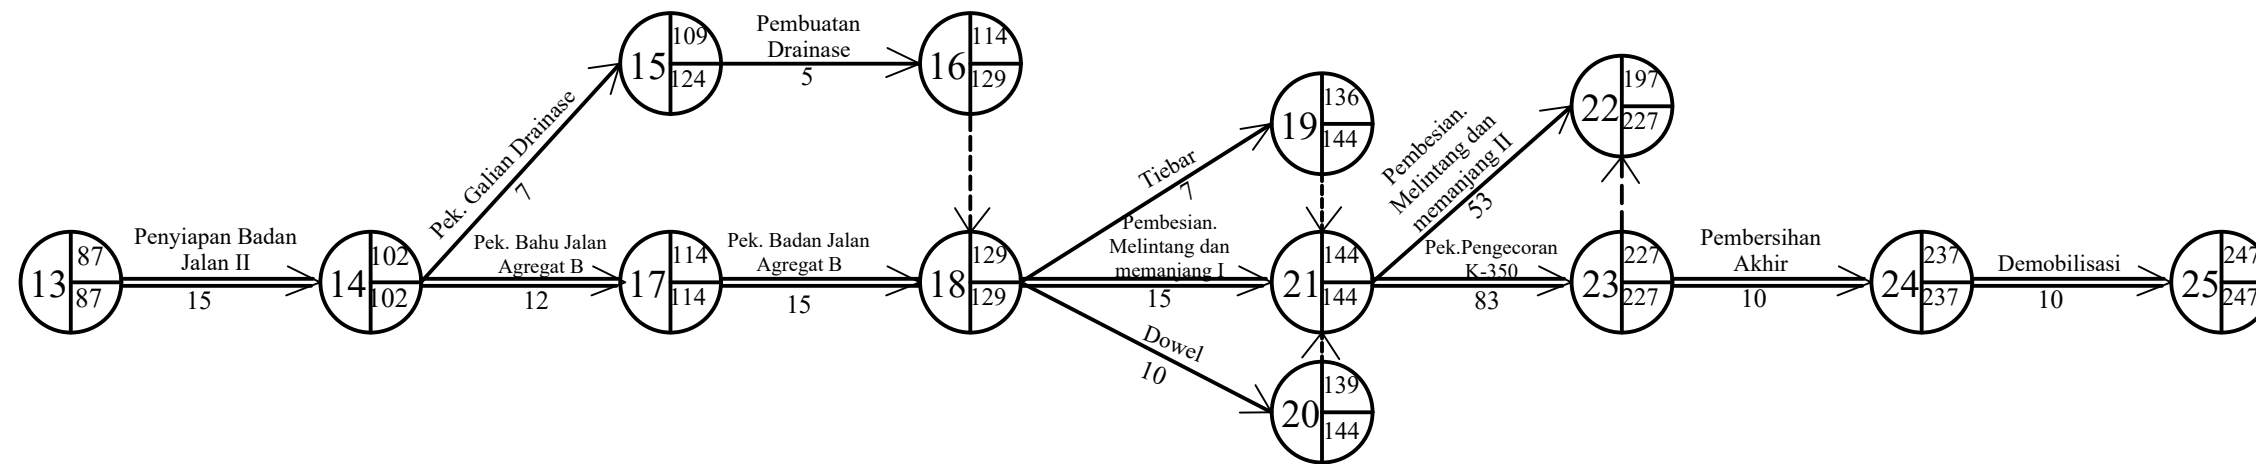 109
15
124
Pembuatan
Drainase
5
114
16
129
Pek. Galian Drainase
7
136
19
144
197
22
227
Tiebar
7
Pembesian.
Melintang dan
memanjang II
53
87
13
87
Penyiapan Badan
Jalan II
15
102
14
102
Pek. Bahu Jalan
Agregat B
12
114
17
114
Pek. Badan Jalan
Agregat B
15
129
18
129
Pembesian.
Melintang dan
memanjang I
15
144
21
144
Pek.Pengecoran
K-350
83
227
23
227
Pembersihan
Akhir
10
237
24
237
Demobilisasi
10
247
25
247
Dowel
10
139
20
144